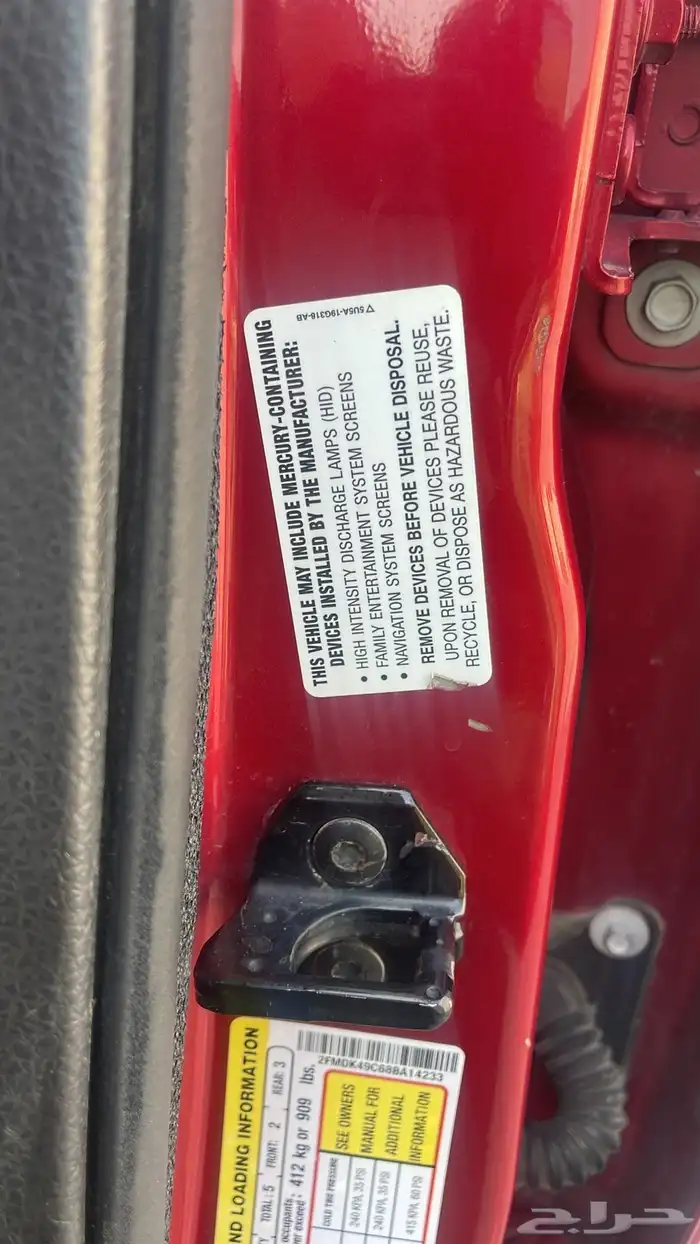 ▽ 5U5A-19G318-AB
THIS VEHICLE MAY INCLUDE MERCURY-CONTAINING
DEVICES INSTALLED BY THE MANUFACTURER:
• HIGH INTENSITY DISCHARGE LAMPS (HID)
• FAMILY ENTERTAINMENT SYSTEM SCREENS
• NAVIGATION SYSTEM SCREENS
REMOVE DEVICES BEFORE VEHICLE DISPOSAL.
UPON REMOVAL OF DEVICES PLEASE REUSE,
RECYCLE, OR DISPOSE AS HAZARDOUS WASTE.
ND LOADING INFORMATION
TOTAL: 5 FRONT: 2 REAR: 3
412 kg or 909 lbs.
2FMDK49C68BA14233
COLD TIRE PRESSURE
240 KPA, 35 PSI
240 KPA, 35 PSI
415 KPA, 60 PSI
SEE OWNERS
MANUAL FOR
ADDITIONAL
INFORMATION
حراج